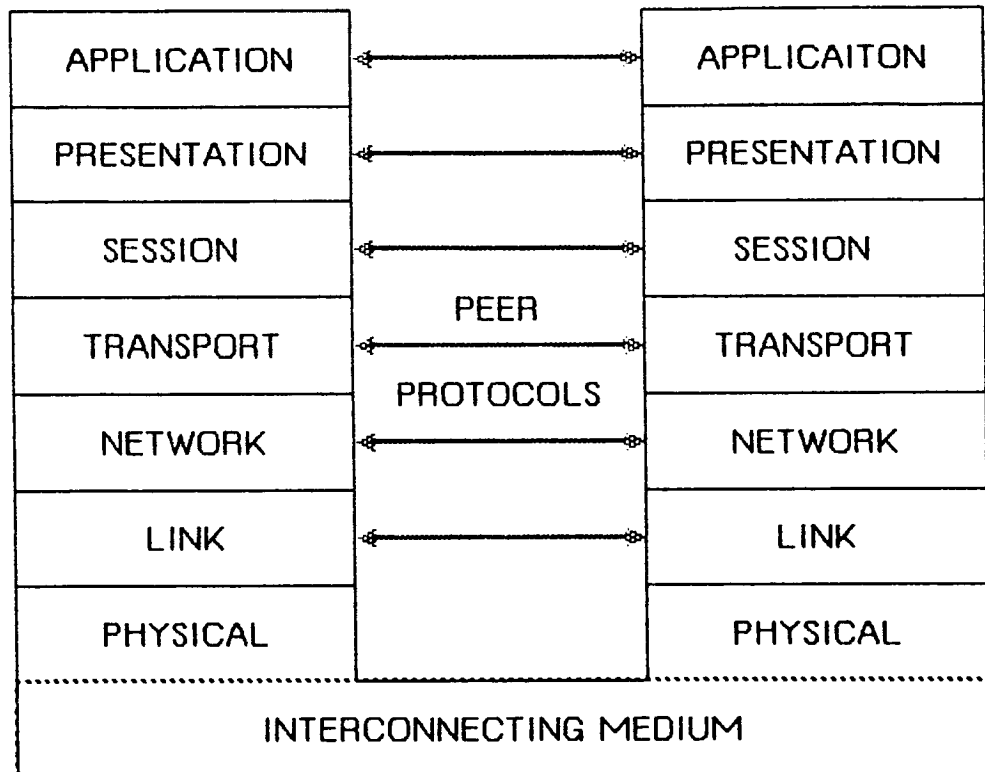 APPLICATION
APPLICAITON
PRESENTATION
PRESENTATION
SESSION
SESSION
PEER
TRANSPORT
TRANSPORT
PROTOCOLS
NETWORK
NETWORK
LINK
LINK
PHYSICAL
PHYSICAL
INTERCONNECTING MEDIUM